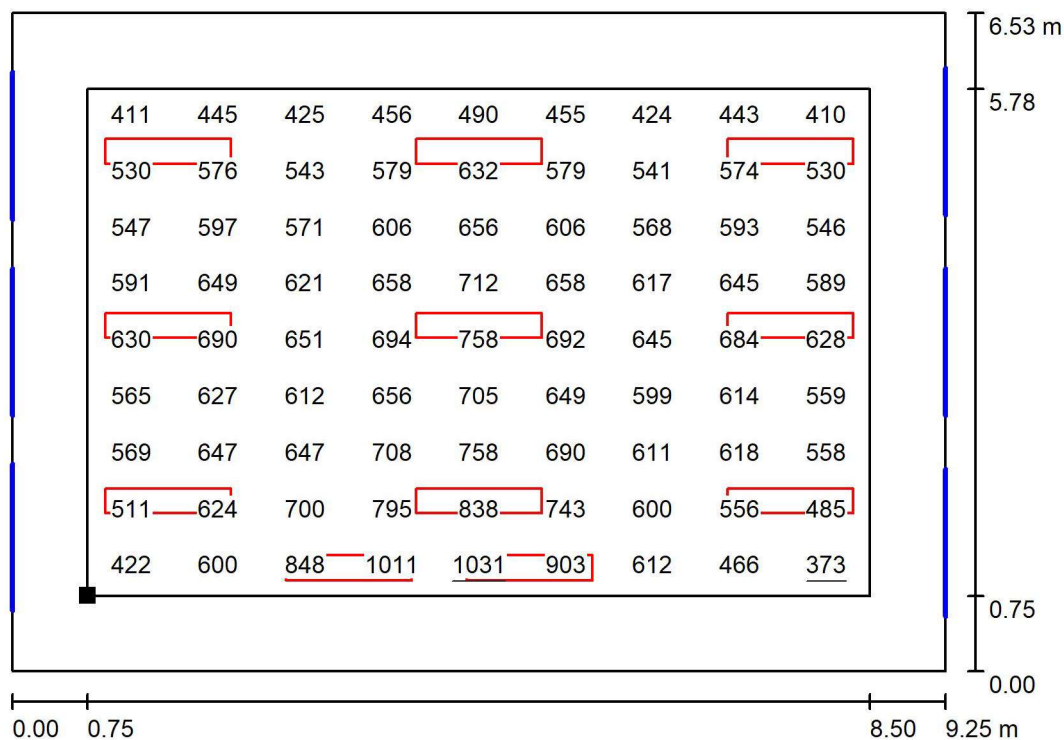 6.53 m
5.78
411 445 425 456 490 455 424 443 410
530 576 543 579 632 579 541 574 530
547 597 571 606 656 606 568 593 546
591 649 621 658 712 658 617 645 589
630 690 651 694 758 692 645 684 628
565 627 612 656 705 649 599 614 559
569 647 647 708 758 690 611 618 558
511 624 700 795 838 743 600 556 485
422 600 848 1011 1031 903 612 466 373
0.75
0.00
0.00 0.75 8.50 9.25 m